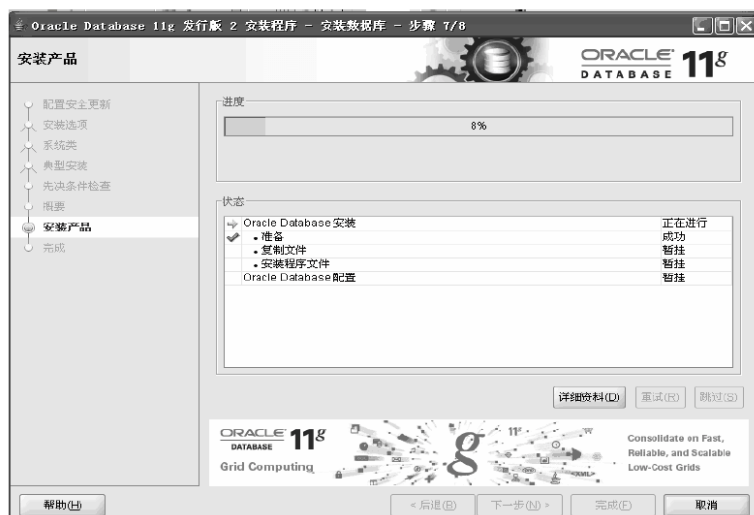 Oracle Database 11g 发行版 2 安装程序 - 安装数据库 - 步骤 7/8
安装产品
ORACLE DATABASE 11g
配置安全更新
安装选项
系统类
典型安装
先决条件检查
概要
安装产品
完成
进度
8%
状态
Oracle Database 安装 正在进行
• 准备 成功
• 复制文件 暂挂
• 安装程序文件 暂挂
Oracle Database 配置 暂挂
详细资料(D) 重试(R) 跳过(S)
ORACLE DATABASE 11g
Grid Computing
g
11g
<XML>
Consolidate on Fast,
Reliable, and Scalable
Low-Cost Grids
帮助(H) < 后退(B) 下一步(N) > 完成(F) 取消